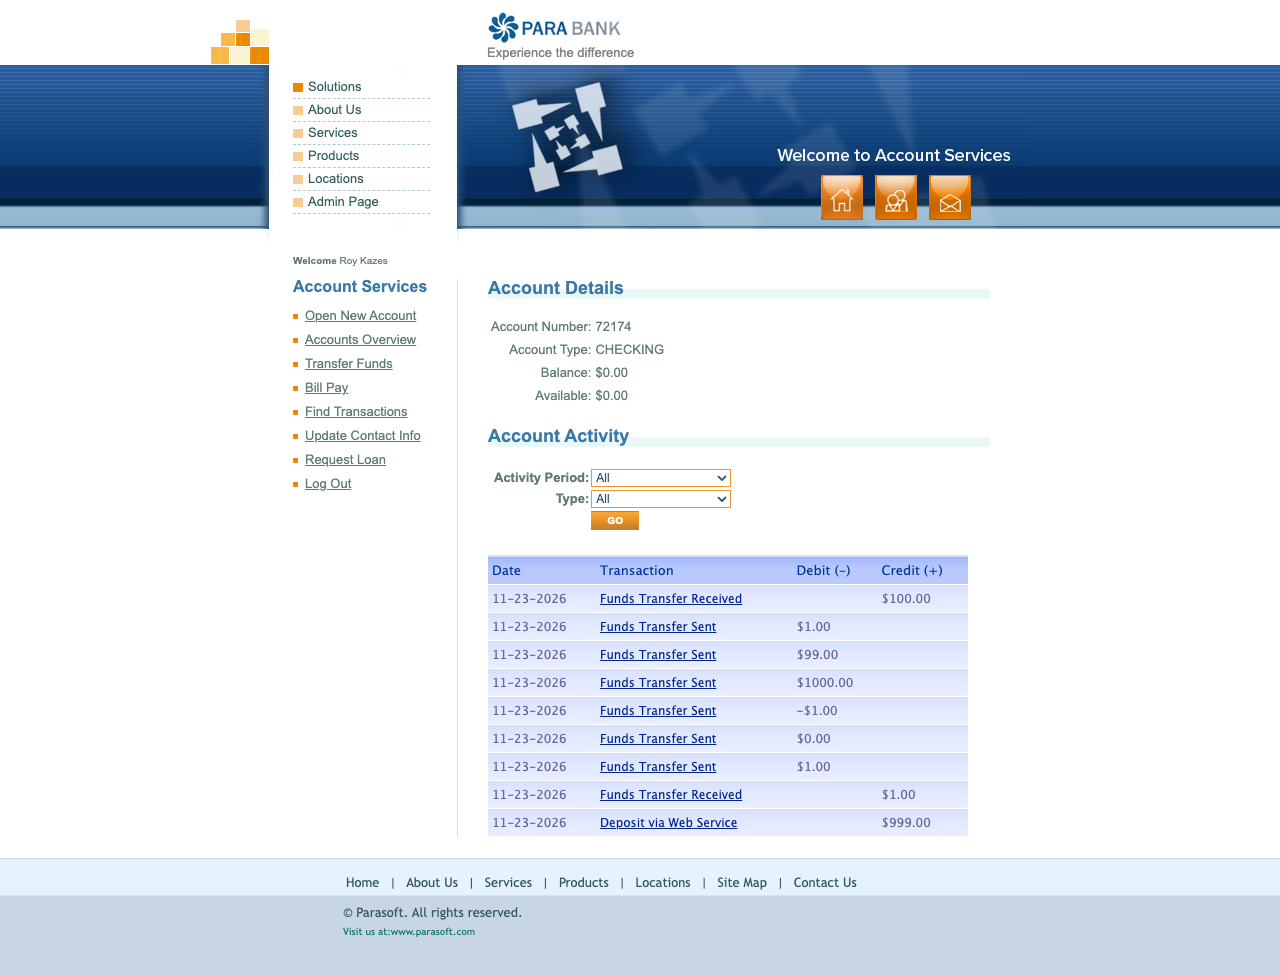 PARA BANK
Experience the difference
Solutions
About Us
Services
Products
Locations
Admin Page
Welcome to Account Services
Welcome Roy Kazes
Account Services
Open New Account
Accounts Overview
Transfer Funds
Bill Pay
Find Transactions
Update Contact Info
Request Loan
Log Out
Account Details
Account Number: 72174
Account Type: CHECKING
Balance: $0.00
Available: $0.00
Account Activity
Activity Period: All
Type: All
GO
Date Transaction Debit (-) Credit (+)
11-23-2026 Funds Transfer Received $100.00
11-23-2026 Funds Transfer Sent $1.00
11-23-2026 Funds Transfer Sent $99.00
11-23-2026 Funds Transfer Sent $1000.00
11-23-2026 Funds Transfer Sent -$1.00
11-23-2026 Funds Transfer Sent $0.00
11-23-2026 Funds Transfer Sent $1.00
11-23-2026 Funds Transfer Received $1.00
11-23-2026 Deposit via Web Service $999.00
Home | About Us | Services | Products | Locations | Site Map | Contact Us
© Parasoft. All rights reserved.
Visit us at:www.parasoft.com